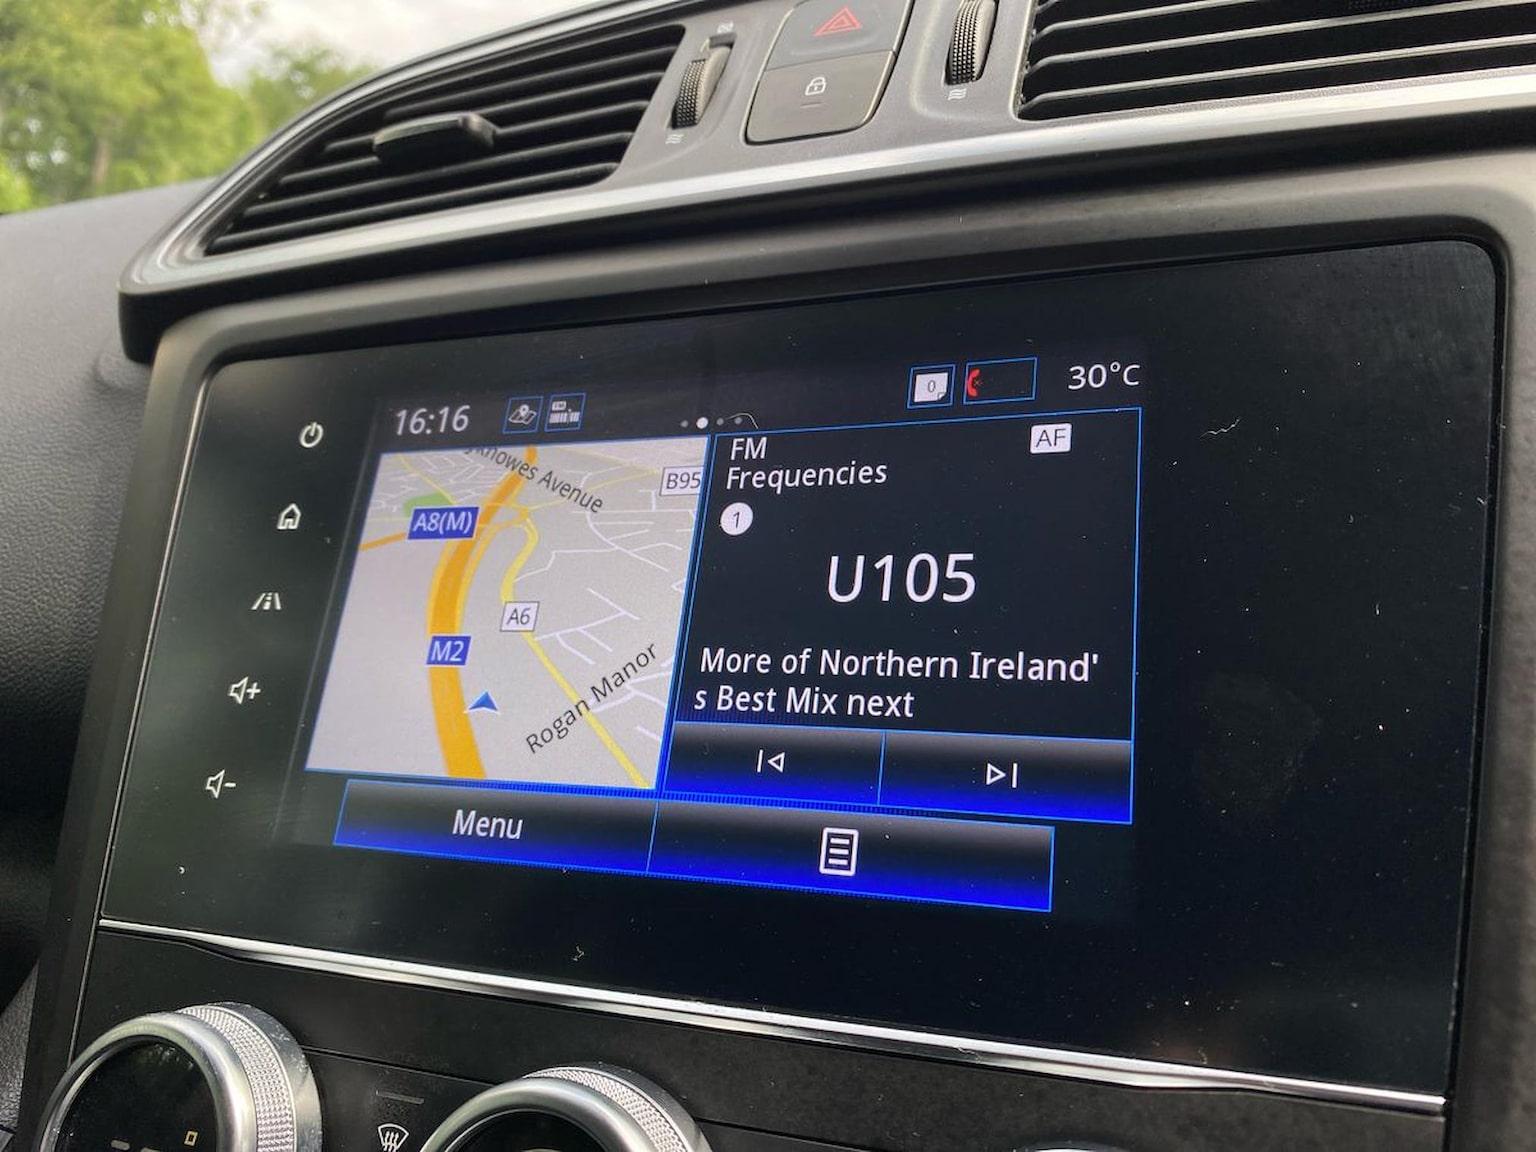 16:16
0
30°C
yknowes Avenue
B95
A8(M)
A6
M2
Rogan Manor
FM
AF
Frequencies
1
U105
More of Northern Ireland'
s Best Mix next
Menu